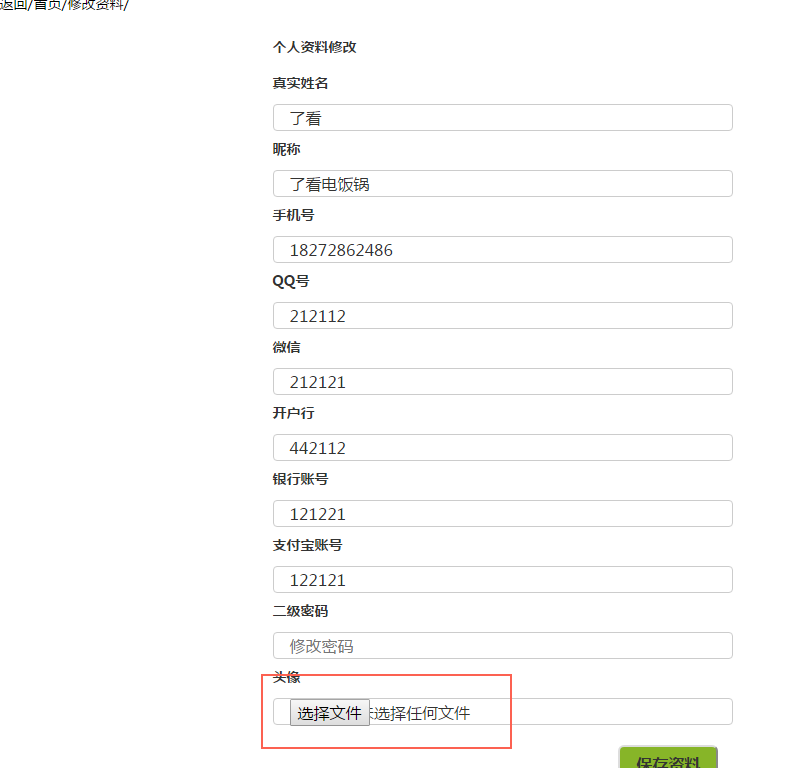 返回/首页/修改资料/
个人资料修改
真实姓名
了看
昵称
了看电饭锅
手机号
18272862486
QQ号
212112
微信
212121
开户行
442112
银行账号
121221
支付宝账号
122121
二级密码
修改密码
头像
选择文件 未选择任何文件
保存资料